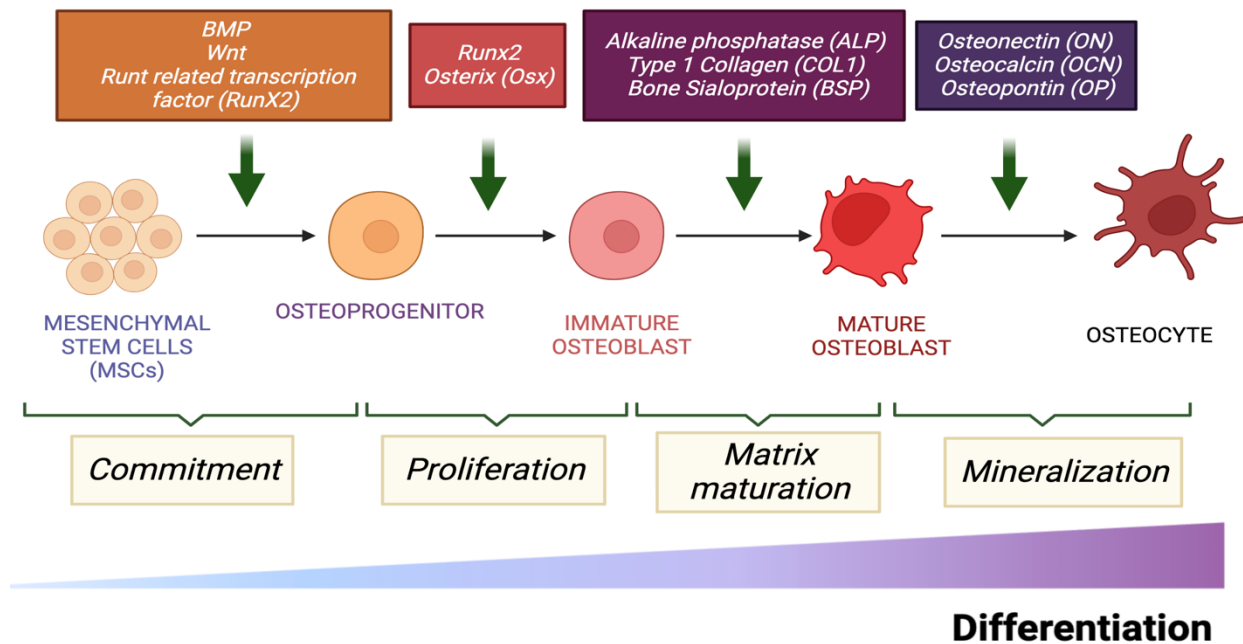 BMP
Wnt
Runt related transcription
factor (RunX2)
Runx2
Osterix (Osx)
Alkaline phosphatase (ALP)
Type 1 Collagen (COL1)
Bone Sialoprotein (BSP)
Osteonectin (ON)
Osteocalcin (OCN)
Osteopontin (OP)
MESENCHYMAL
STEM CELLS
(MSCs)
OSTEOPROGENITOR
IMMATURE
OSTEOBLAST
MATURE
OSTEOBLAST
OSTEOCYTE
Commitment
Proliferation
Matrix
maturation
Mineralization
Differentiation